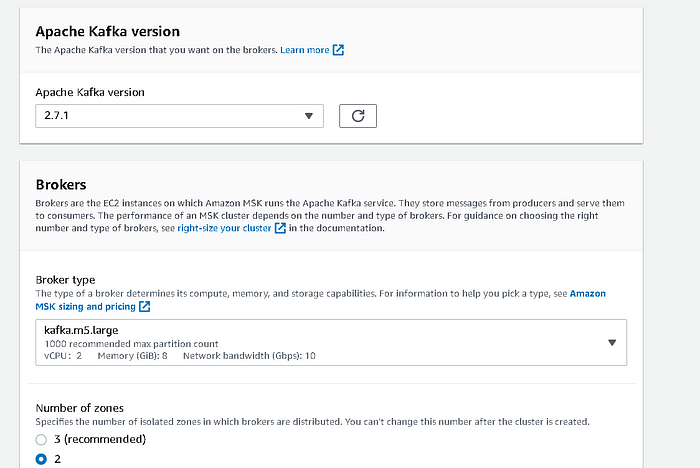 Apache Kafka version
The Apache Kafka version that you want on the brokers. Learn more
Apache Kafka version
2.7.1
Brokers
Brokers are the EC2 instances on which Amazon MSK runs the Apache Kafka service. They store messages from producers and serve them
to consumers. The performance of an MSK cluster depends on the number and type of brokers. For guidance on choosing the right
number and type of brokers, see right-size your cluster in the documentation.
Broker type
The type of a broker determines its compute, memory, and storage capabilities. For information to help you pick a type, see Amazon
MSK sizing and pricing
kafka.m5.large
1000 recommended max partition count
vCPU: 2 Memory (GiB): 8 Network bandwidth (Gbps): 10
Number of zones
Specifies the number of isolated zones in which brokers are distributed. You can't change this number after the cluster is created.
3 (recommended)
2